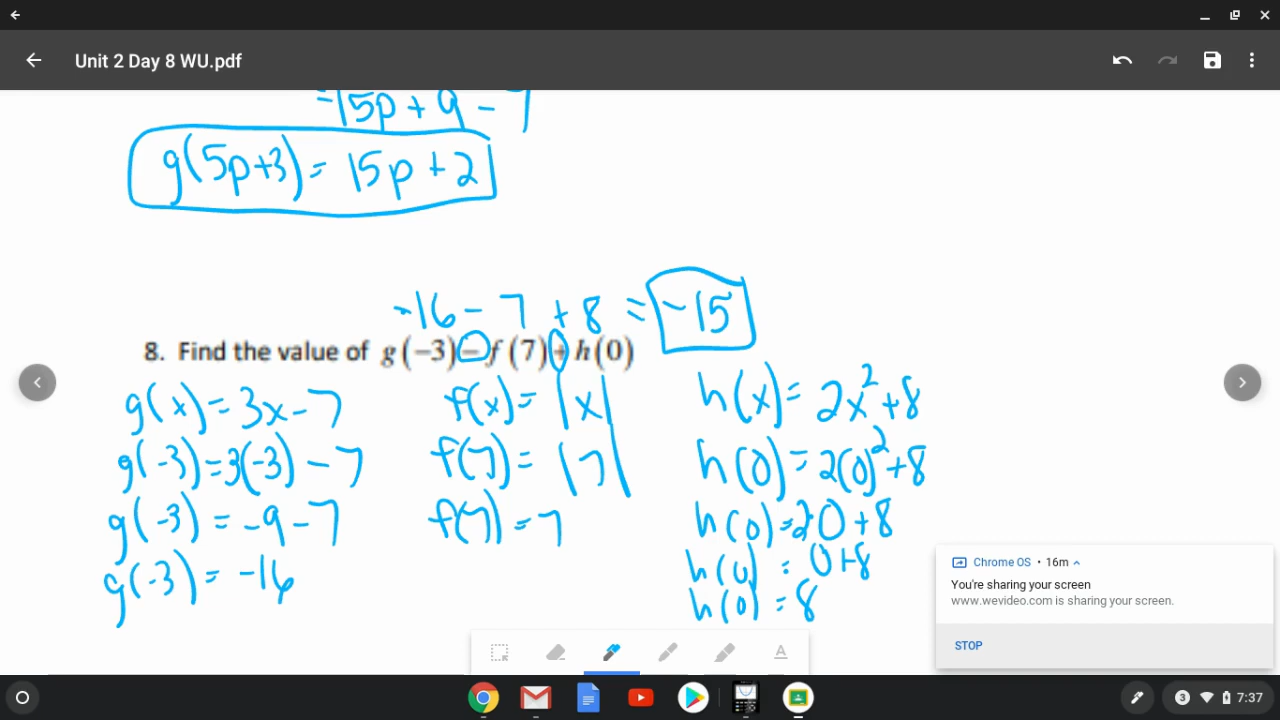 Unit 2 Day 8 WU.pdf
=15p + 9 - 7
g(5p+3) = 15p + 2
-16 - 7 + 8 = -15
8. Find the value of g(−3) − f(7) + h(0)
g(x) = 3x - 7
g(-3) = 3(-3) - 7
g(-3) = -9 - 7
g(-3) = -16
f(x) = |x|
f(7) = |7|
f(7) = 7
h(x) = 2x²+8
h(0) = 2(0)²+8
h(0) = 2·0+8
h(0) = 0+8
h(0) = 8
Chrome OS • 16m
You're sharing your screen
www.wevideo.com is sharing your screen.
STOP
A
3 7:37